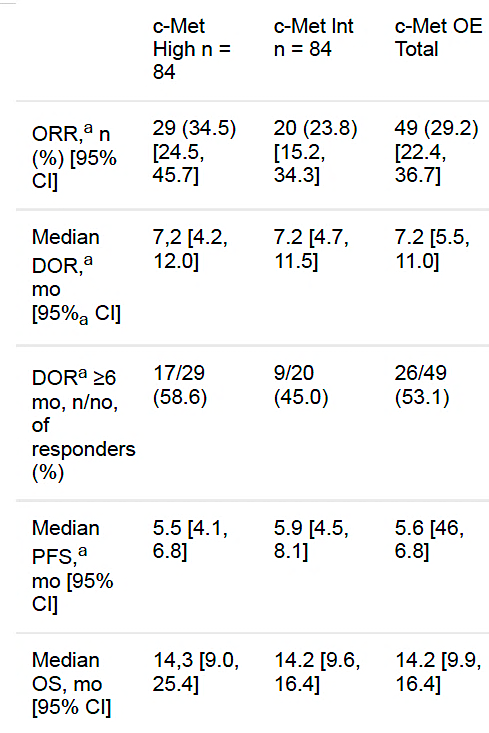 c-Met High n = 84
c-Met Int n = 84
c-Met OE Total
ORR,a n (%) [95% CI]
29 (34.5) [24.5, 45.7]
20 (23.8) [15.2, 34.3]
49 (29.2) [22.4, 36.7]
Median DOR,a mo [95%a CI]
7,2 [4.2, 12.0]
7.2 [4.7, 11.5]
7.2 [5.5, 11.0]
DORa ≥6 mo, n/no, of responders (%)
17/29 (58.6)
9/20 (45.0)
26/49 (53.1)
Median PFS,a mo [95% CI]
5.5 [4.1, 6.8]
5.9 [4.5, 8.1]
5.6 [46, 6.8]
Median OS, mo [95% CI]
14,3 [9.0, 25.4]
14.2 [9.6, 16.4]
14.2 [9.9, 16.4]